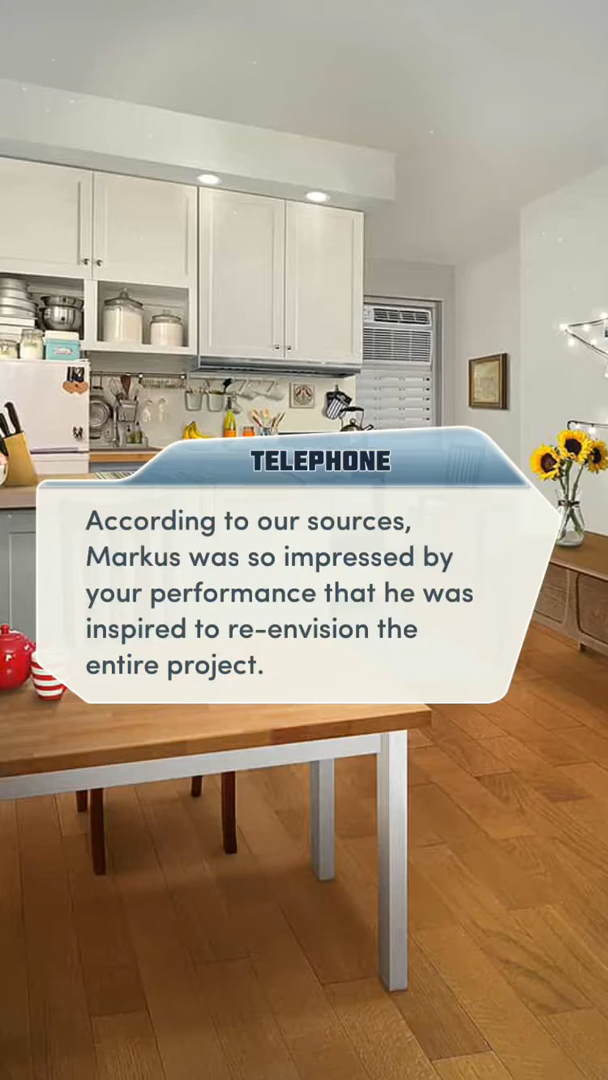 TELEPHONE
According to our sources,
Markus was so impressed by
your performance that he was
inspired to re-envision the
entire project.